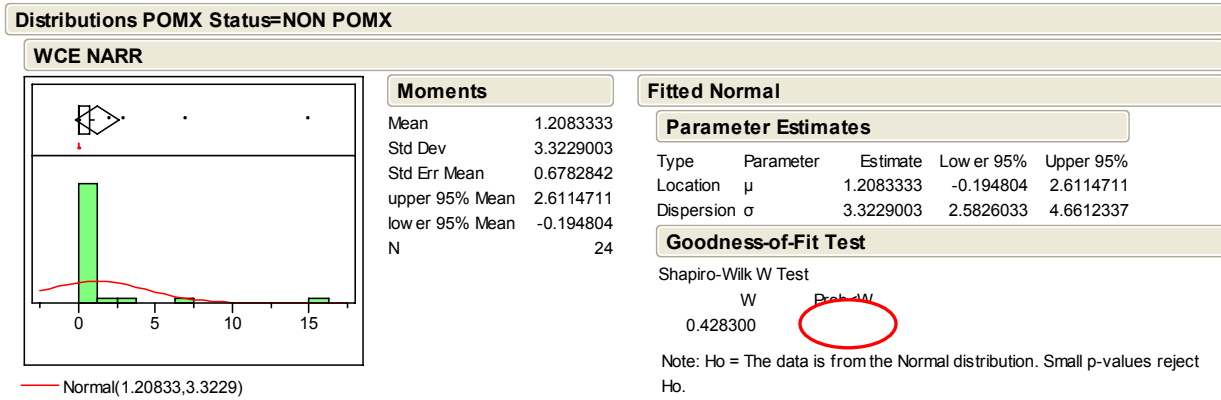 Distributions POMX Status=NON POMX
WCE NARR
0 5 10 15
Normal(1.20833,3.3229)
Moments
Mean 1.2083333
Std Dev 3.3229003
Std Err Mean 0.6782842
upper 95% Mean 2.6114711
lower 95% Mean -0.194804
N 24
Fitted Normal
Parameter Estimates
Type Parameter Estimate Lower 95% Upper 95%
Location μ 1.2083333 -0.194804 2.6114711
Dispersion σ 3.3229003 2.5826033 4.6612337
Goodness-of-Fit Test
Shapiro-Wilk W Test
W Prob<W
0.428300
Note: Ho = The data is from the Normal distribution. Small p-values reject
Ho.